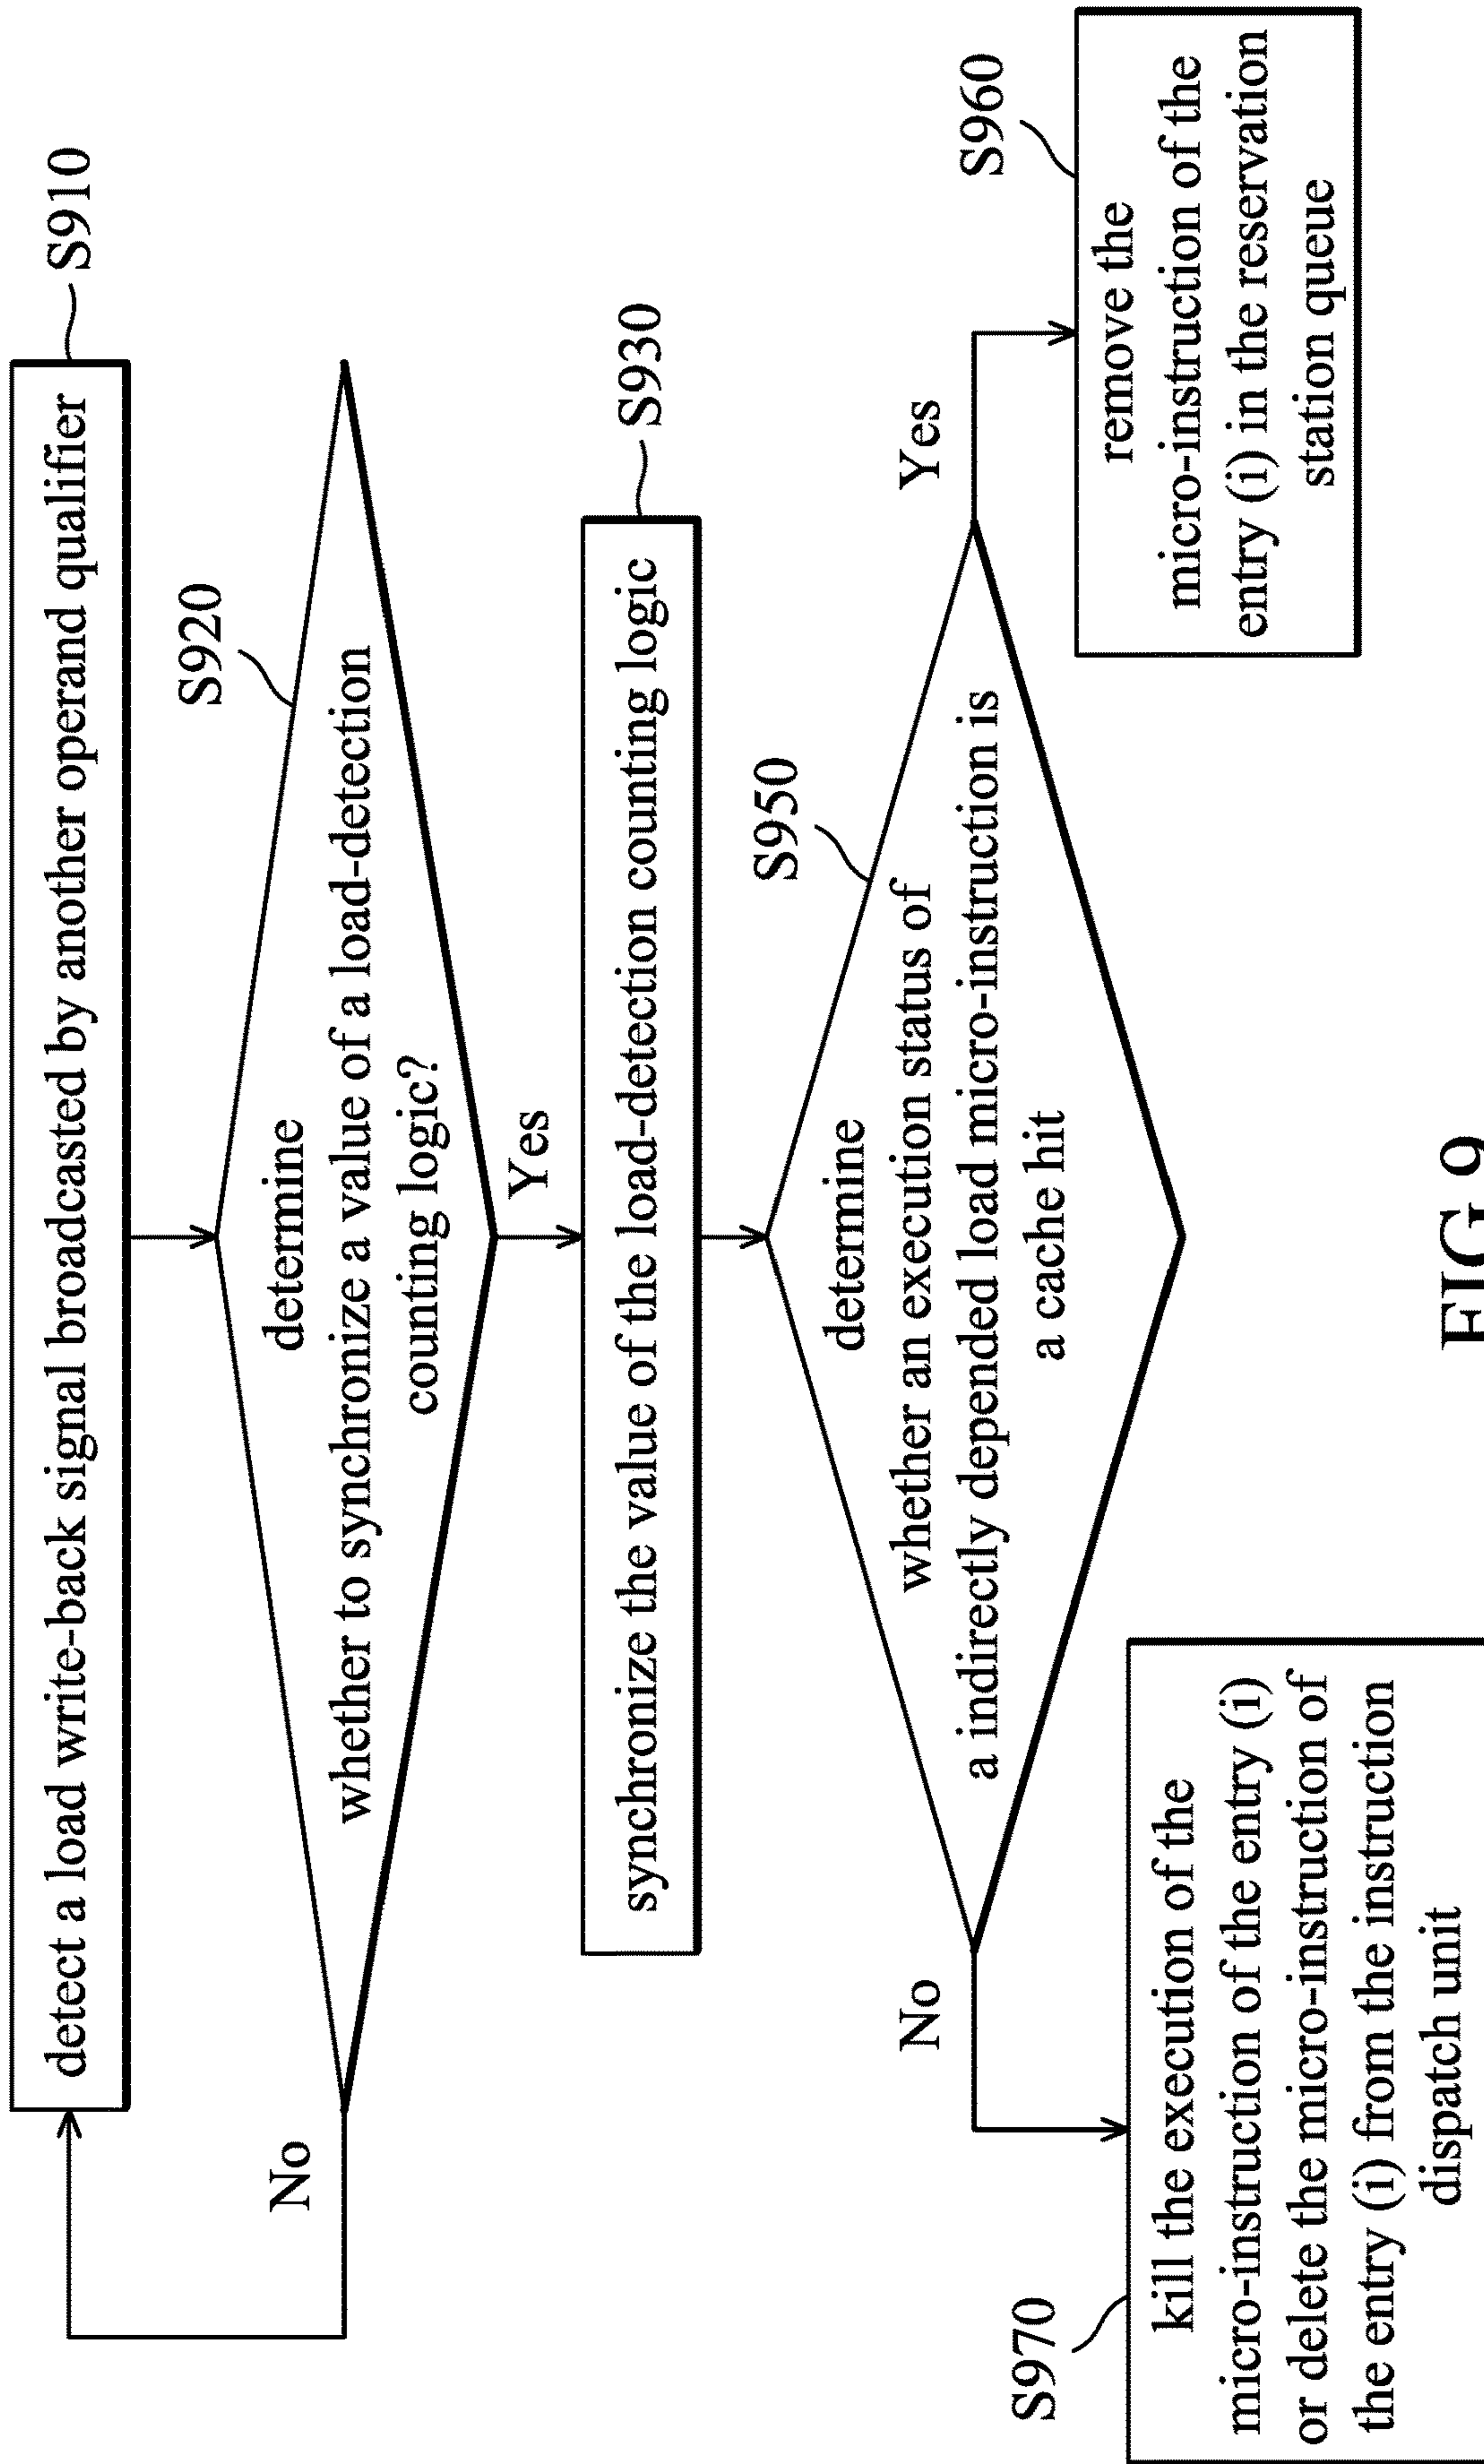 detect a load write-back signal broadcasted by another operand qualifier
S910
No
determine
whether to synchronize a value of a load-detection
counting logic?
S920
Yes
synchronize the value of the load-detection counting logic
S930
determine
whether an execution status of
a indirectly depended load micro-instruction is
a cache hit
S950
No
Yes
S970
kill the execution of the
micro-instruction of the entry (i)
or delete the micro-instruction of
the entry (i) from the instruction
dispatch unit
S960
remove the
micro-instruction of the
entry (i) in the reservation
station queue
FIG 9